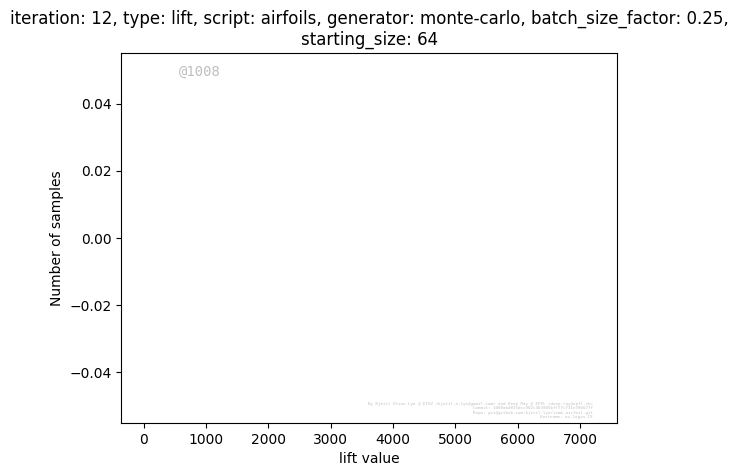 iteration: 12, type: lift, script: airfoils, generator: monte-carlo, batch_size_factor: 0.25,
starting_size: 64
@1008
0.04
0.02
0.00
−0.02
−0.04
Number of samples
0 1000 2000 3000 4000 5000 6000 7000
lift value